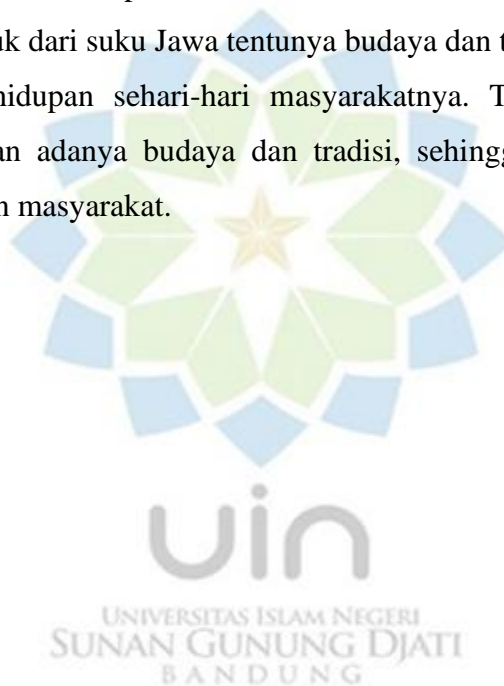 uk dari suku Jawa tentunya budaya dan t
hidupan sehari-hari masyarakatnya. T
an adanya budaya dan tradisi, sehingg
n masyarakat.
uin
UNIVERSITAS ISLAM NEGERI
SUNAN GUNUNG DJATI
BANDUNG